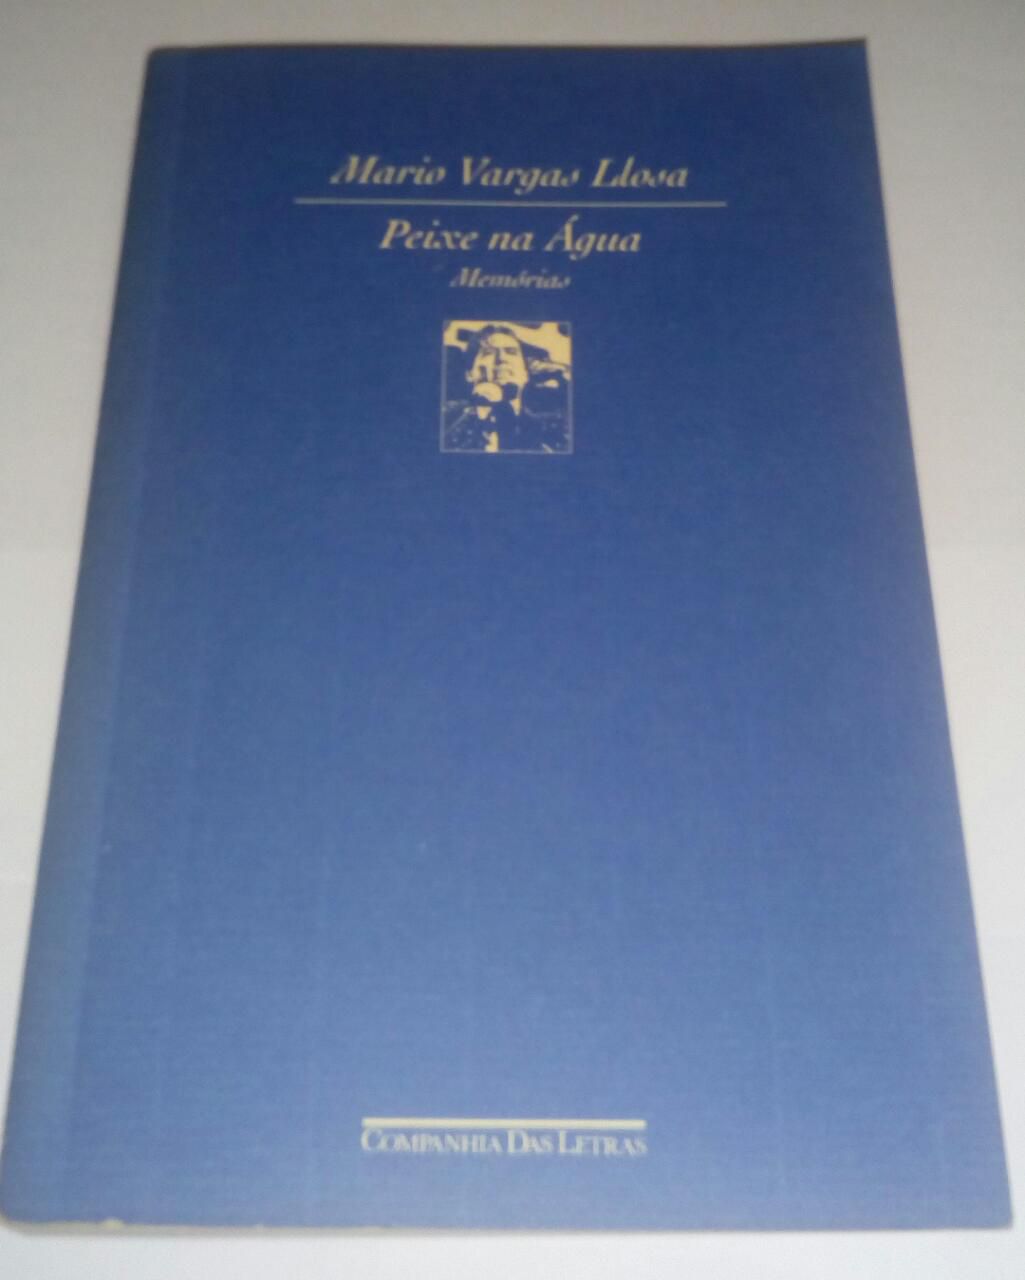 Mario Vargas Llosa
Peixe na Água
Memórias
COMPANHIA DAS LETRAS